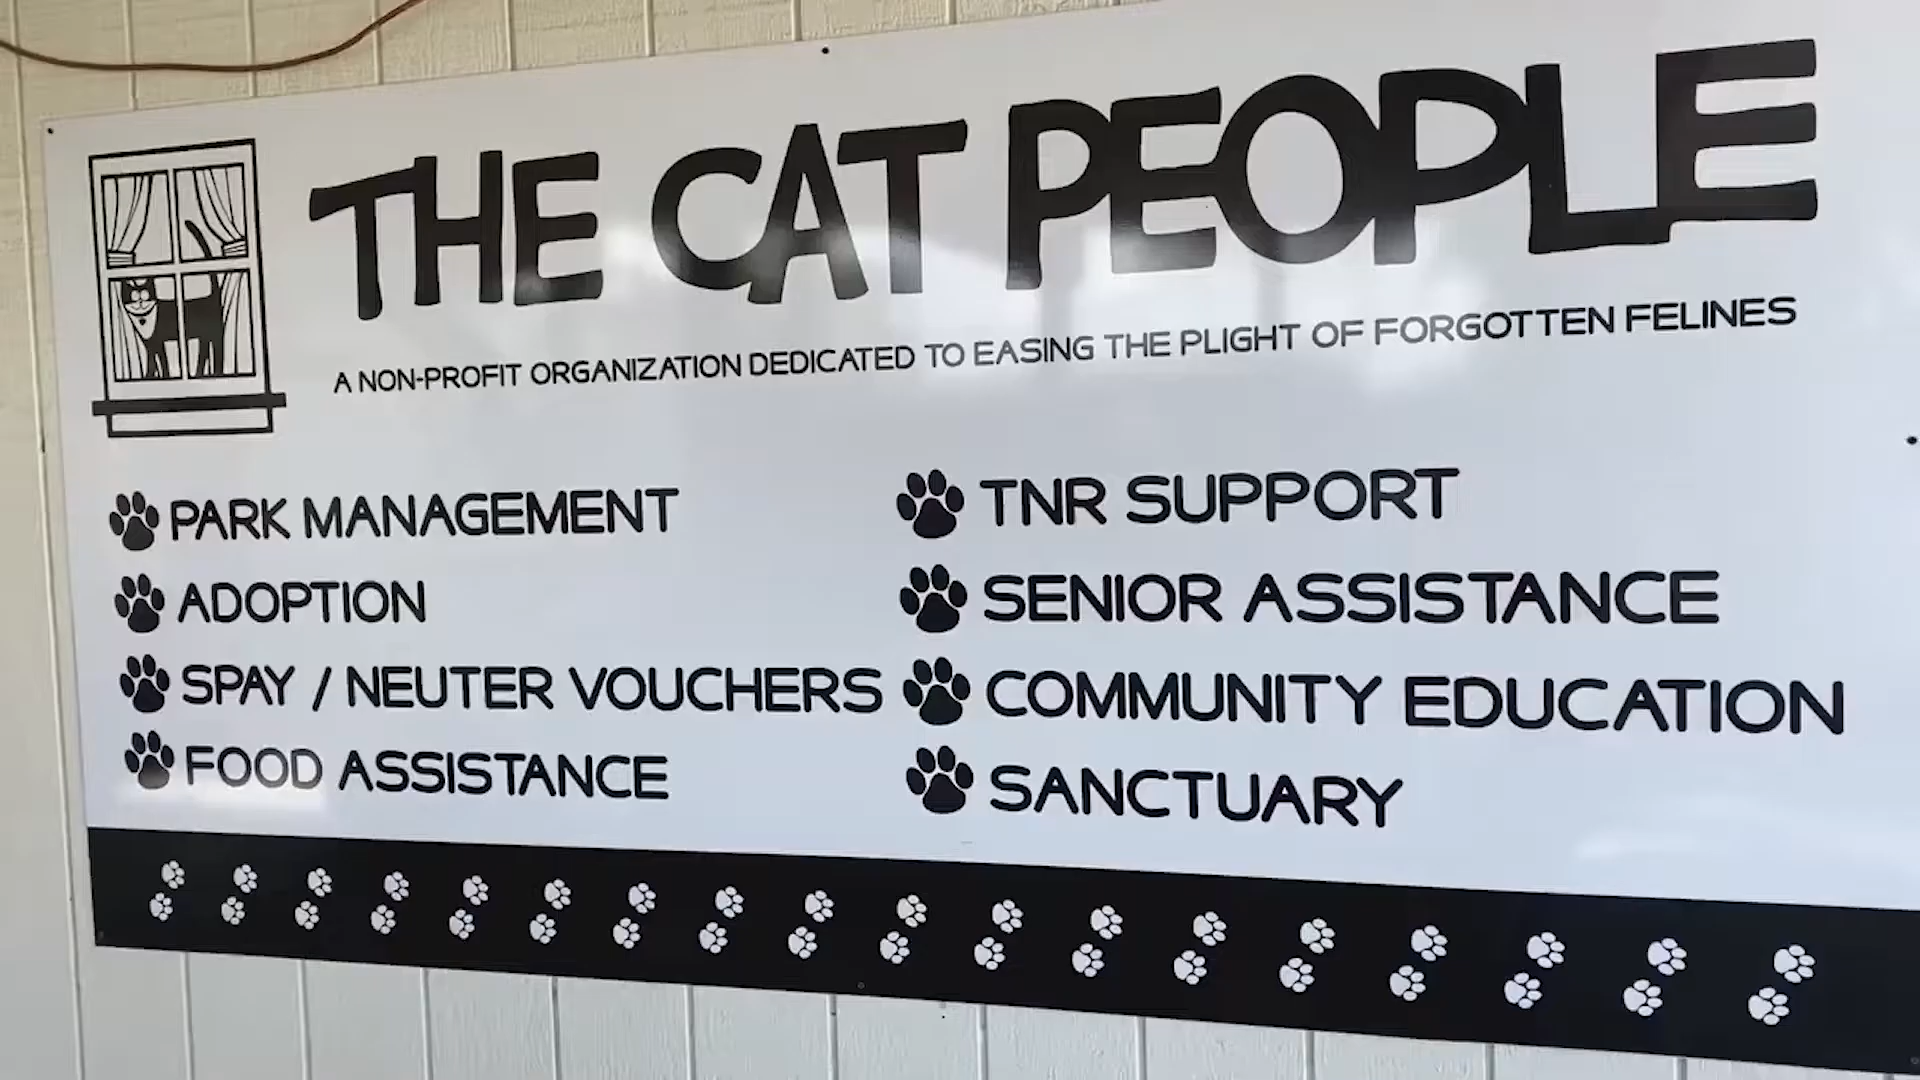 THE CAT PEOPLE
A NON-PROFIT ORGANIZATION DEDICATED TO EASING THE PLIGHT OF FORGOTTEN FELINES
PARK MANAGEMENT
ADOPTION
SPAY / NEUTER VOUCHERS
FOOD ASSISTANCE
TNR SUPPORT
SENIOR ASSISTANCE
COMMUNITY EDUCATION
SANCTUARY